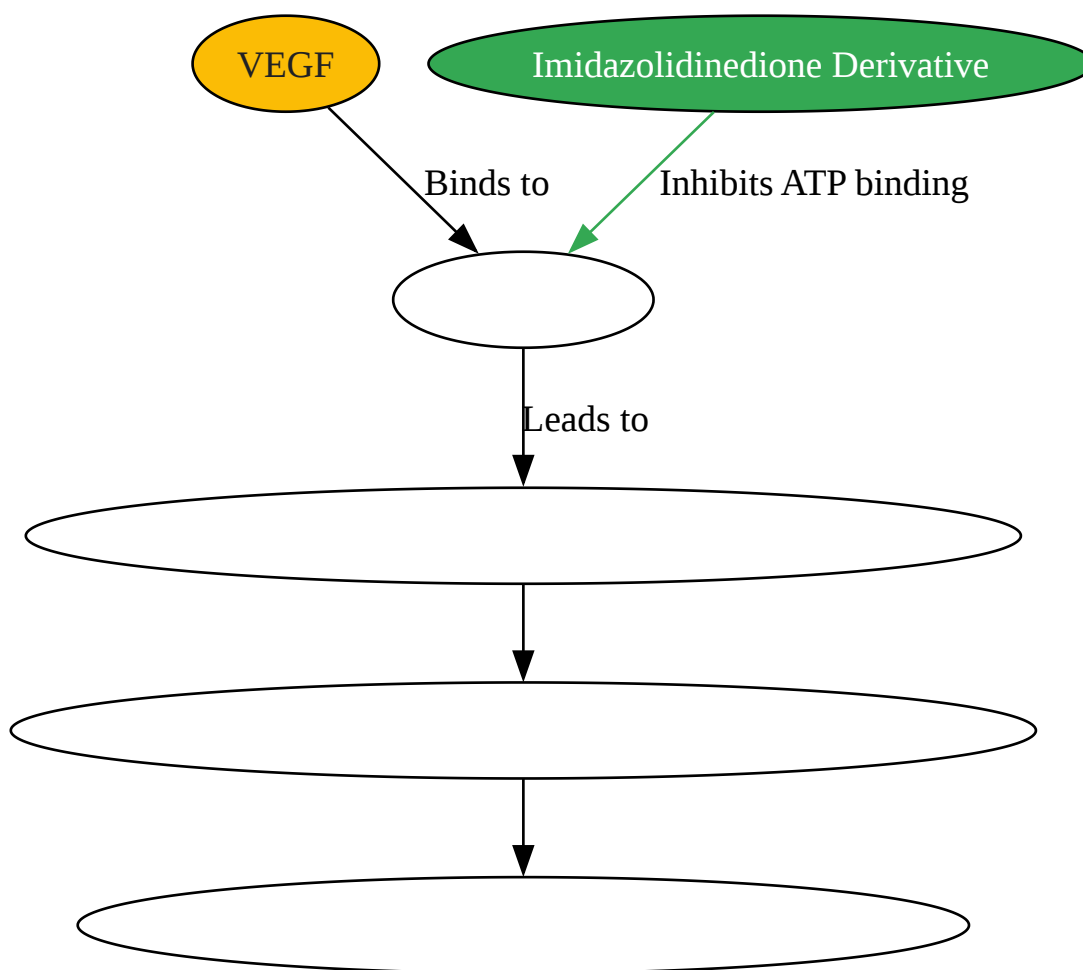 VEGF
Imidazolidinedione Derivative
Binds to
Inhibits ATP binding
Leads to